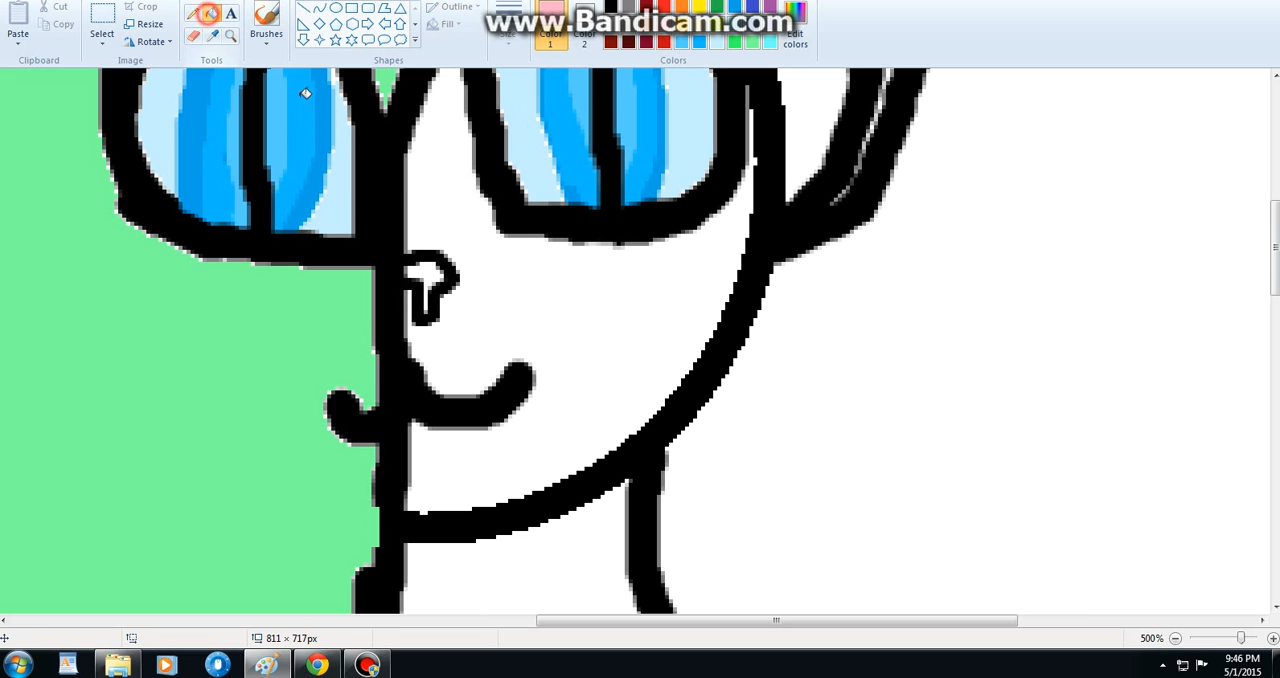 www.Bandicam.com
Cut
Copy
Paste
Clipboard
Crop
Resize
Rotate
Select
Image
A
Tools
Brushes
Outline
Fill
Shapes
Size
Color 1
Color 2
Edit colors
Colors
811 × 717px
500%
9:46 PM
5/1/2015